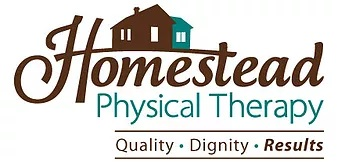 Homestead
Physical Therapy
Quality • Dignity • Results